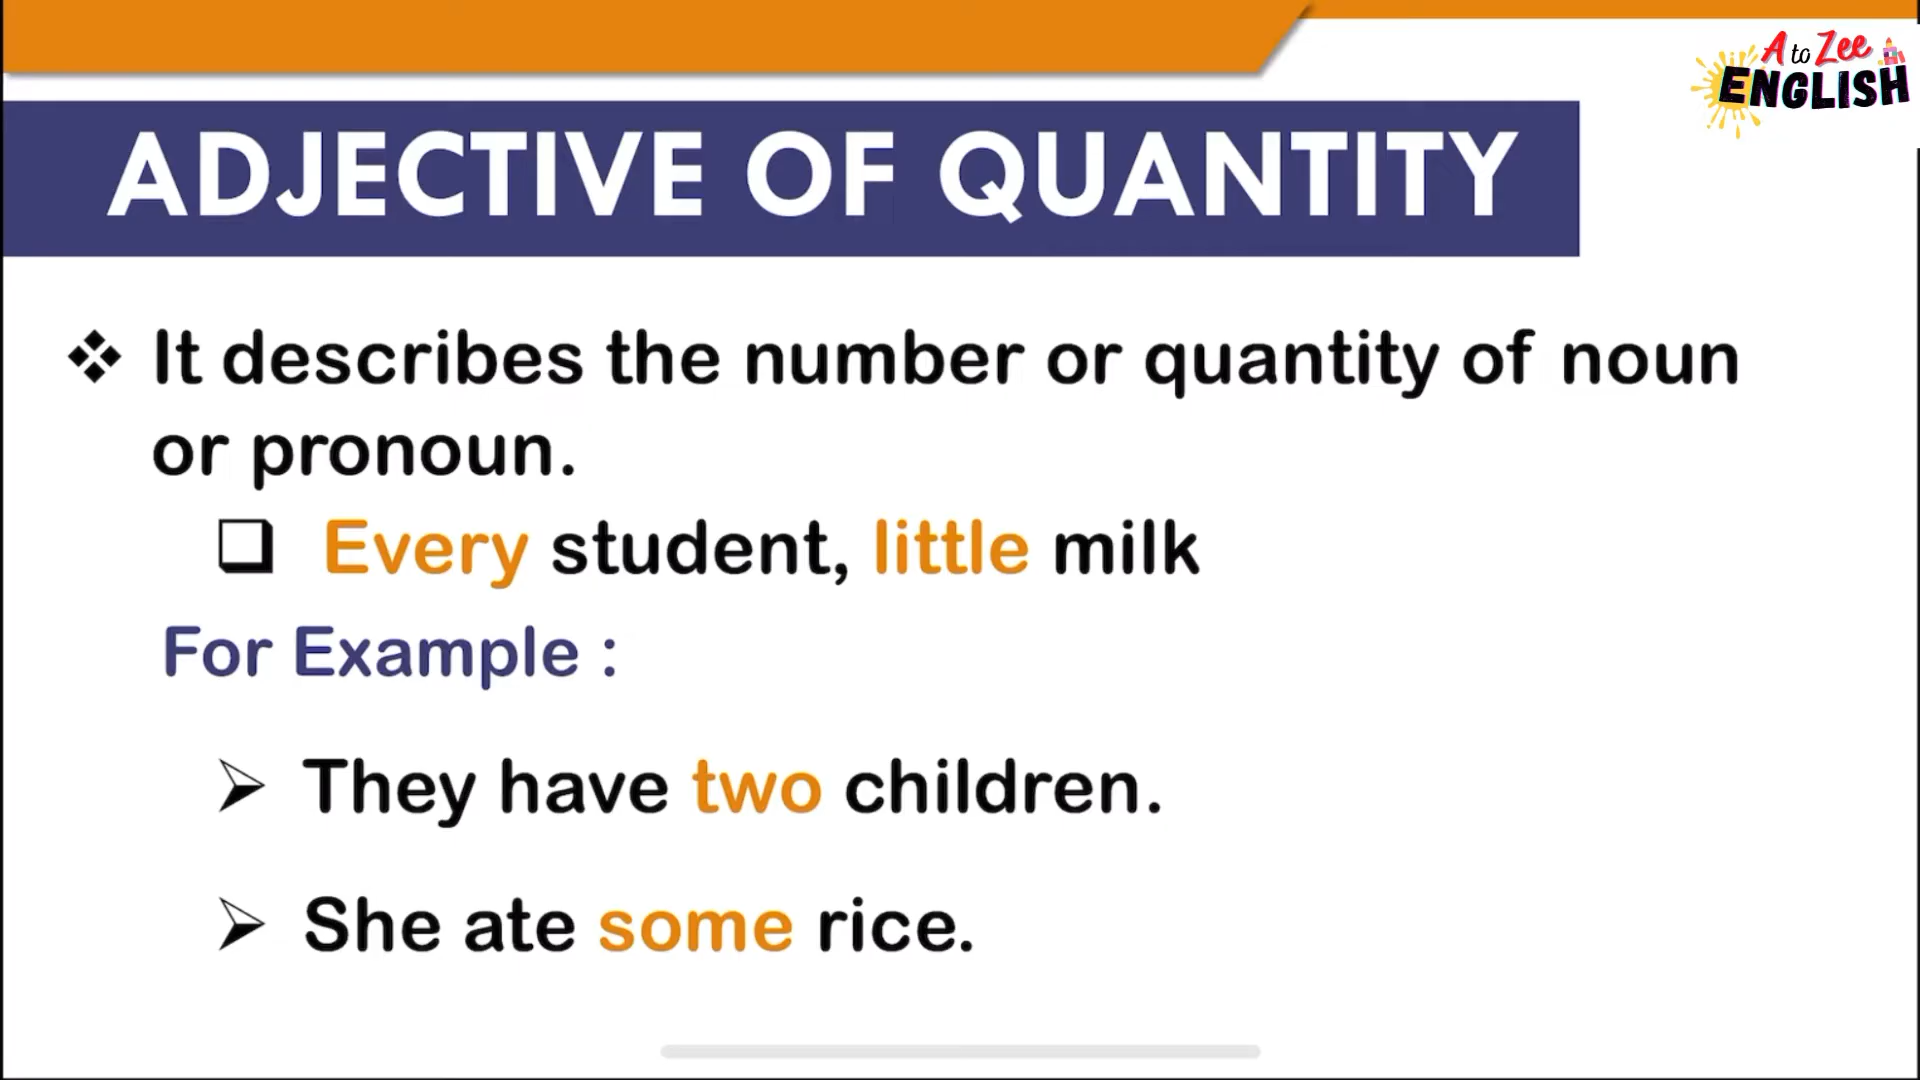 A to Zee
ENGLISH
ADJECTIVE OF QUANTITY
❖ It describes the number or quantity of noun
or pronoun.
❑ Every student, little milk
For Example :
➢ They have two children.
➢ She ate some rice.